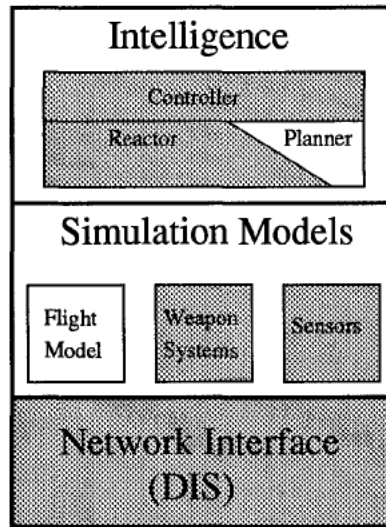 Intelligence
Controller
Reactor
Planner
Simulation Models
Flight
Model
Weapon
Systems
Sensors
Network Interface
(DIS)